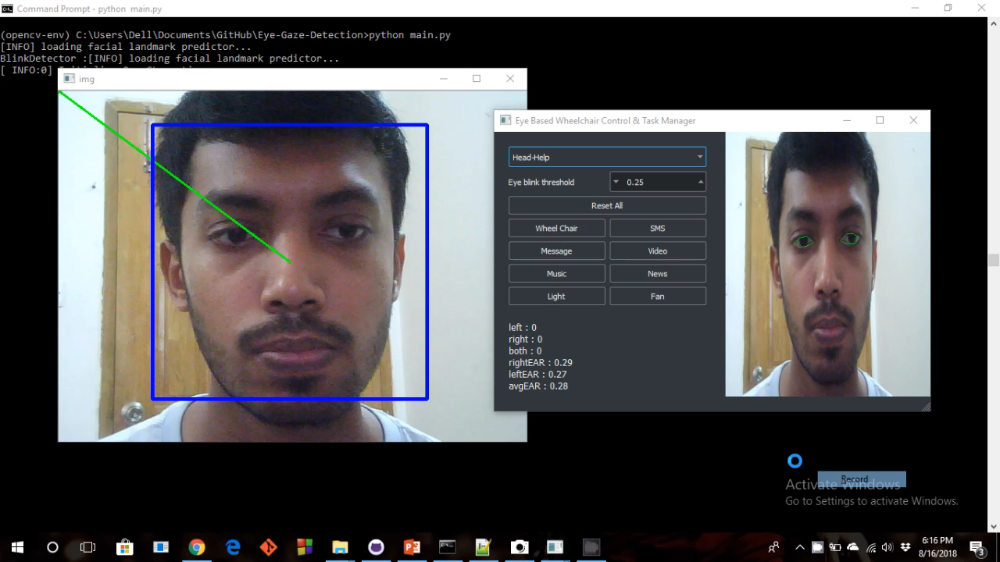 Command Prompt - python main.py
(opencv-env) C:\Users\Dell\Documents\GitHub\Eye-Gaze-Detection>python main.py
[INFO] loading facial landmark predictor...
BlinkDetector :[INFO] loading facial landmark predictor...
[ INFO:0]
img
Eye Based Wheelchair Control & Task Manager
Head-Help
Eye blink threshold 0.25
Reset All
Wheel Chair SMS
Message Video
Music News
Light Fan
left : 0
right : 0
both : 0
rightEAR : 0.29
leftEAR : 0.27
avgEAR : 0.28
Record
Activate Windows
Go to Settings to activate Windows.
6:16 PM
8/16/2018
3